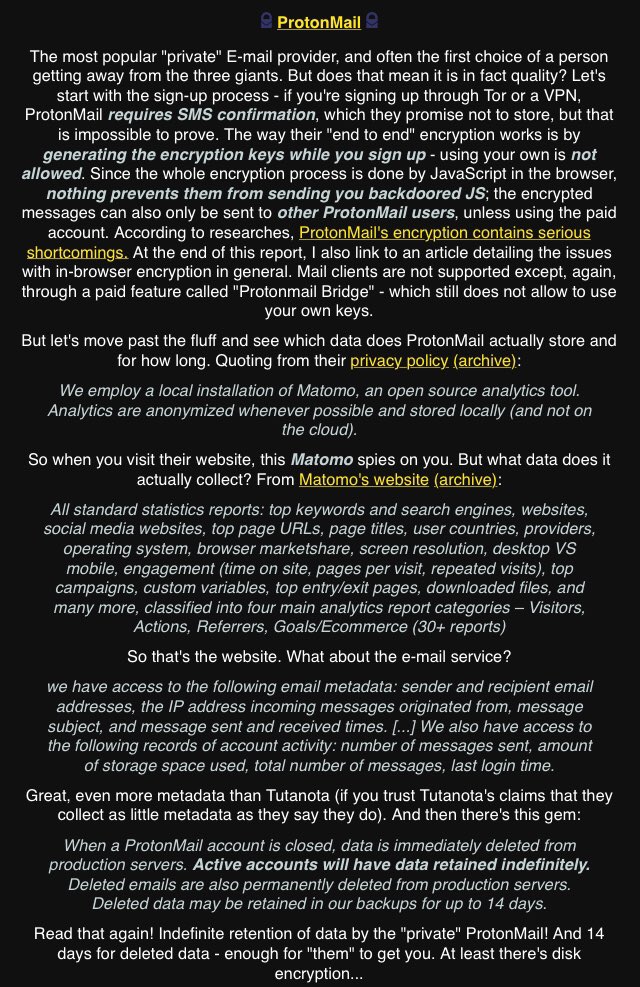 ProtonMail
The most popular "private" E-mail provider, and often the first choice of a person
getting away from the three giants. But does that mean it is in fact quality? Let's
start with the sign-up process - if you're signing up through Tor or a VPN,
ProtonMail requires SMS confirmation, which they promise not to store, but that
is impossible to prove. The way their "end to end" encryption works is by
generating the encryption keys while you sign up - using your own is not
allowed. Since the whole encryption process is done by JavaScript in the browser,
nothing prevents them from sending you backdoored JS; the encrypted
messages can also only be sent to other ProtonMail users, unless using the paid
account. According to researches, ProtonMail's encryption contains serious
shortcomings. At the end of this report, I also link to an article detailing the issues
with in-browser encryption in general. Mail clients are not supported except, again,
through a paid feature called "Protonmail Bridge" - which still does not allow to use
your own keys.
But let's move past the fluff and see which data does ProtonMail actually store and
for how long. Quoting from their privacy policy (archive):
We employ a local installation of Matomo, an open source analytics tool.
Analytics are anonymized whenever possible and stored locally (and not on
the cloud).
So when you visit their website, this Matomo spies on you. But what data does it
actually collect? From Matomo's website (archive):
All standard statistics reports: top keywords and search engines, websites,
social media websites, top page URLs, page titles, user countries, providers,
operating system, browser marketshare, screen resolution, desktop VS
mobile, engagement (time on site, pages per visit, repeated visits), top
campaigns, custom variables, top entry/exit pages, downloaded files, and
many more, classified into four main analytics report categories – Visitors,
Actions, Referrers, Goals/Ecommerce (30+ reports)
So that's the website. What about the e-mail service?
we have access to the following email metadata: sender and recipient email
addresses, the IP address incoming messages originated from, message
subject, and message sent and received times. [...] We also have access to
the following records of account activity: number of messages sent, amount
of storage space used, total number of messages, last login time.
Great, even more metadata than Tutanota (if you trust Tutanota's claims that they
collect as little metadata as they say they do). And then there's this gem:
When a ProtonMail account is closed, data is immediately deleted from
production servers. Active accounts will have data retained indefinitely.
Deleted emails are also permanently deleted from production servers.
Deleted data may be retained in our backups for up to 14 days.
Read that again! Indefinite retention of data by the "private" ProtonMail! And 14
days for deleted data - enough for "them" to get you. At least there's disk
encryption...